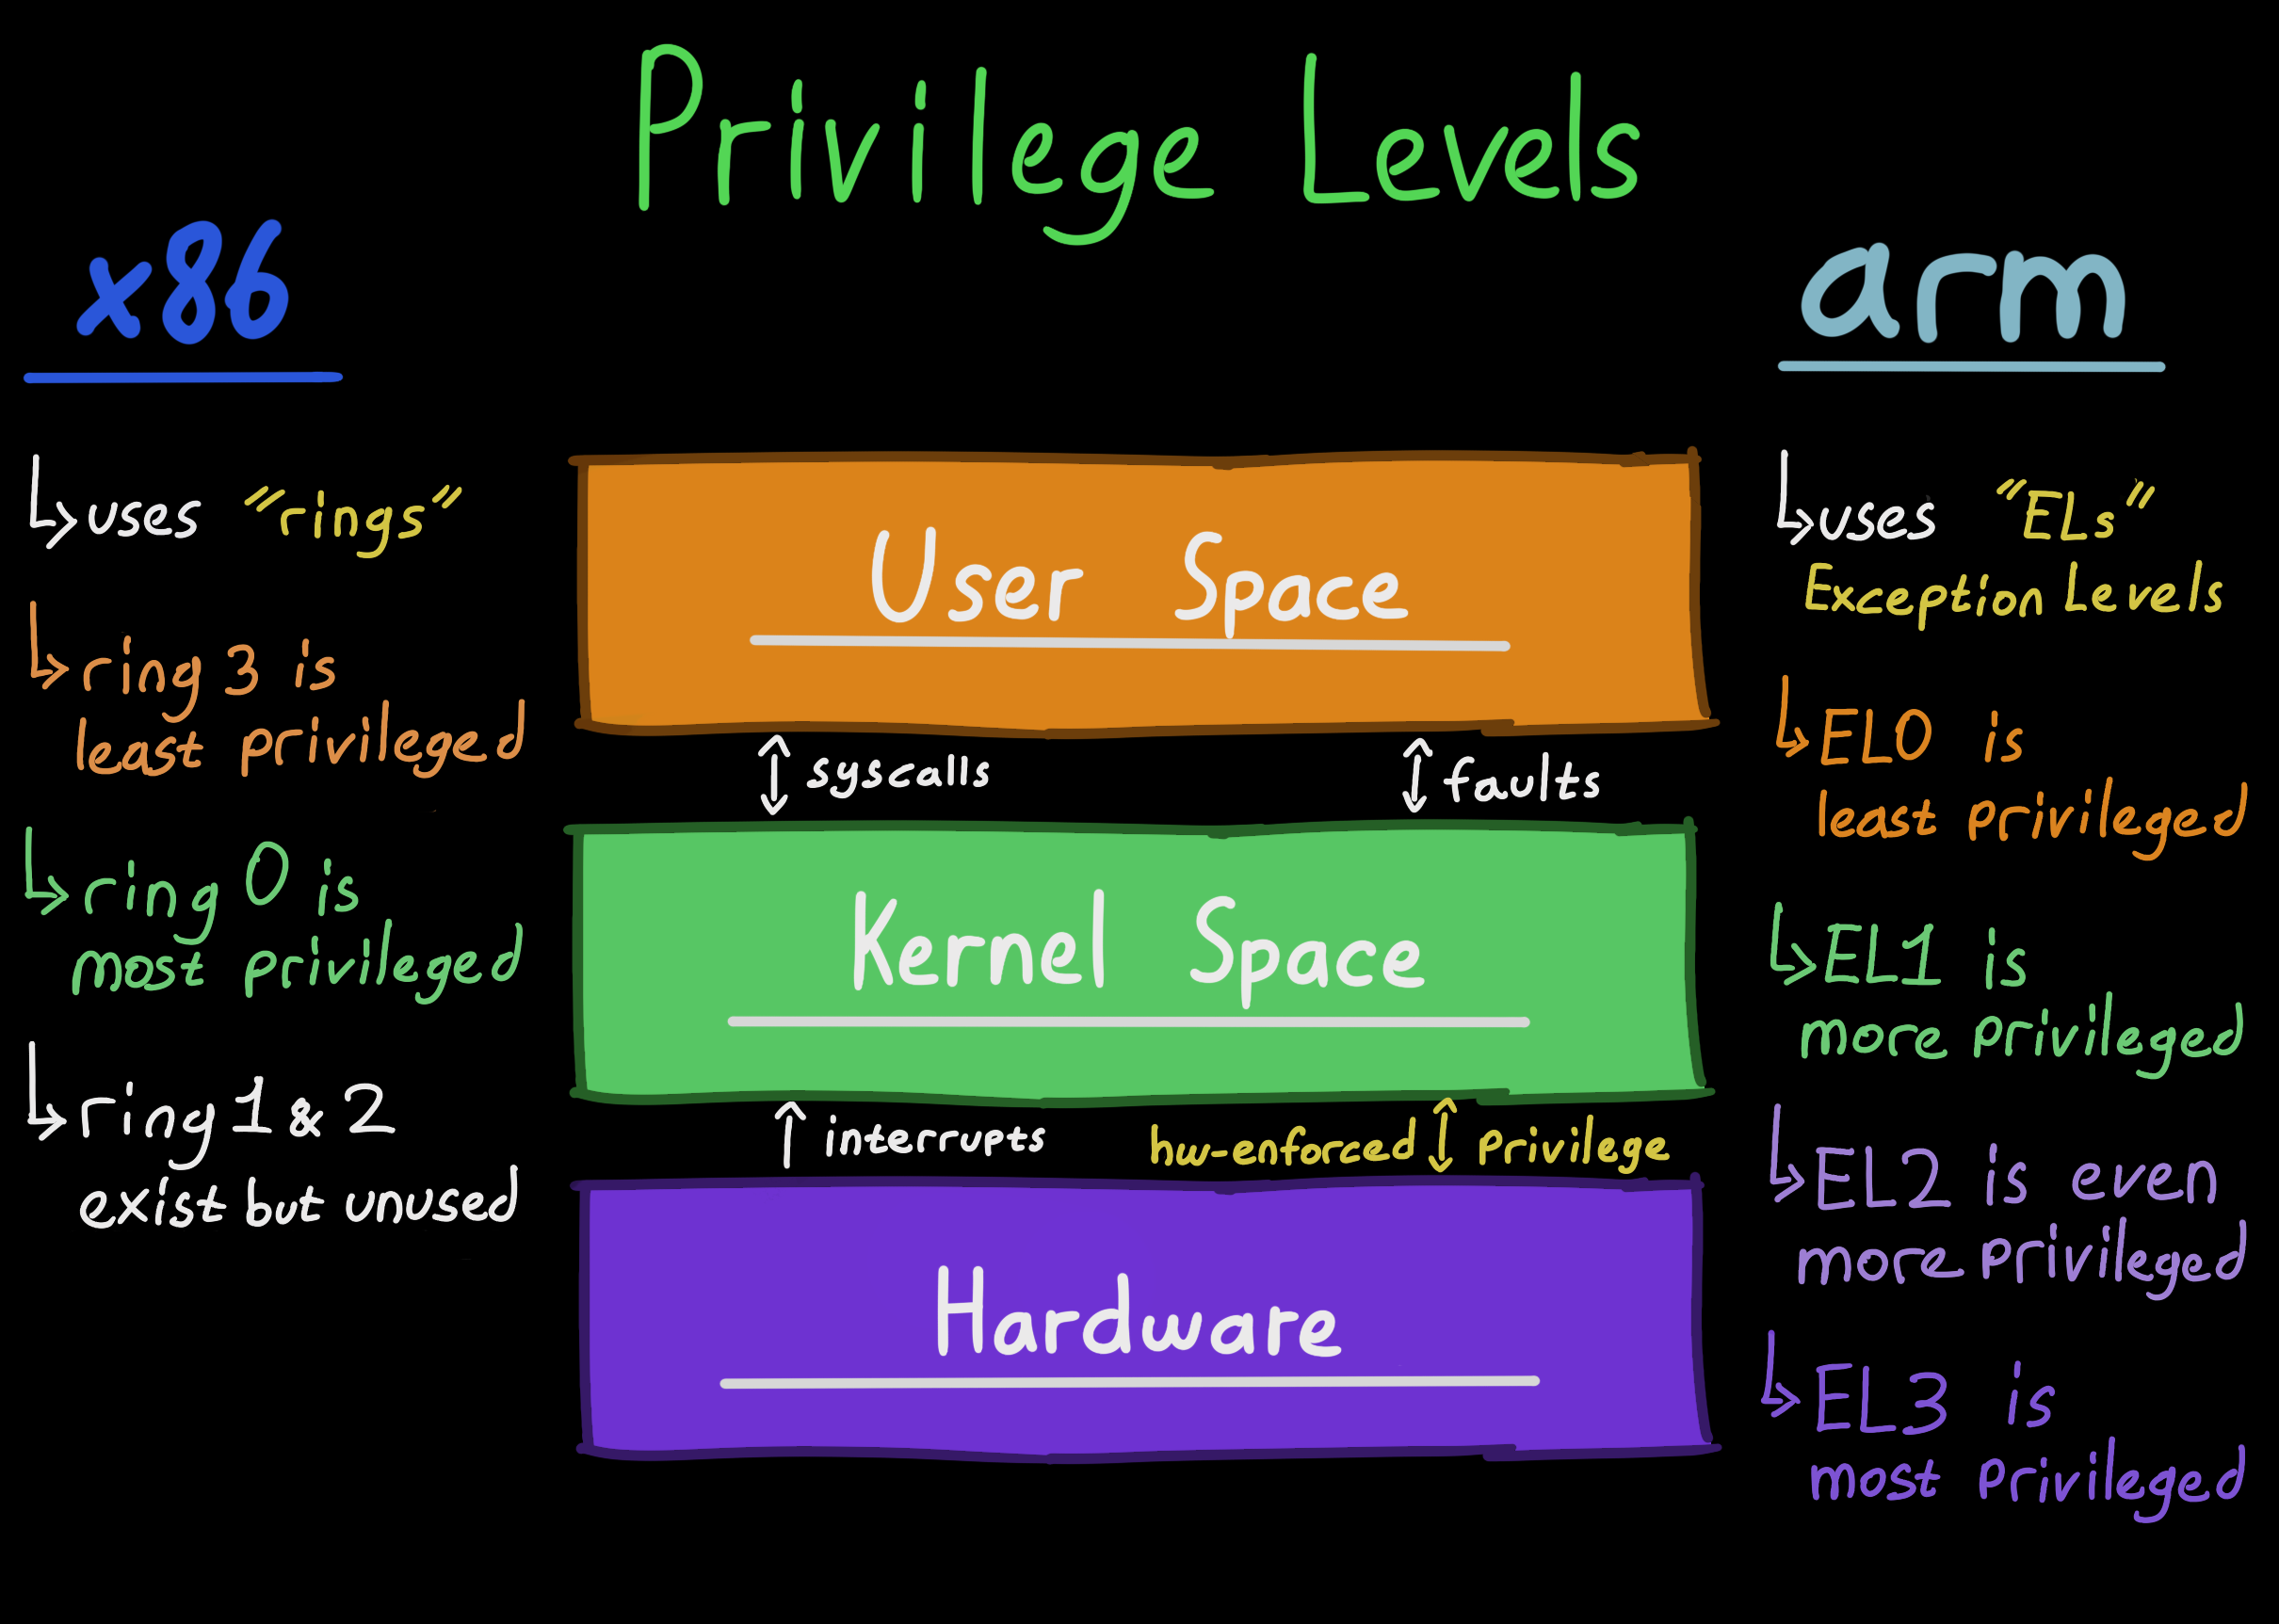 Privilege Levels
x86
uses "rings"
ring 3 is
least privileged
ring 0 is
most privileged
ring 1 & 2
exist but unused
User Space
syscalls
faults
Kernel Space
interrupts
hw-enforced privilege
Hardware
arm
uses "ELs"
Exception Levels
EL0 is
least privileged
EL1 is
more privileged
EL2 is even
more privileged
EL3 is
most privileged